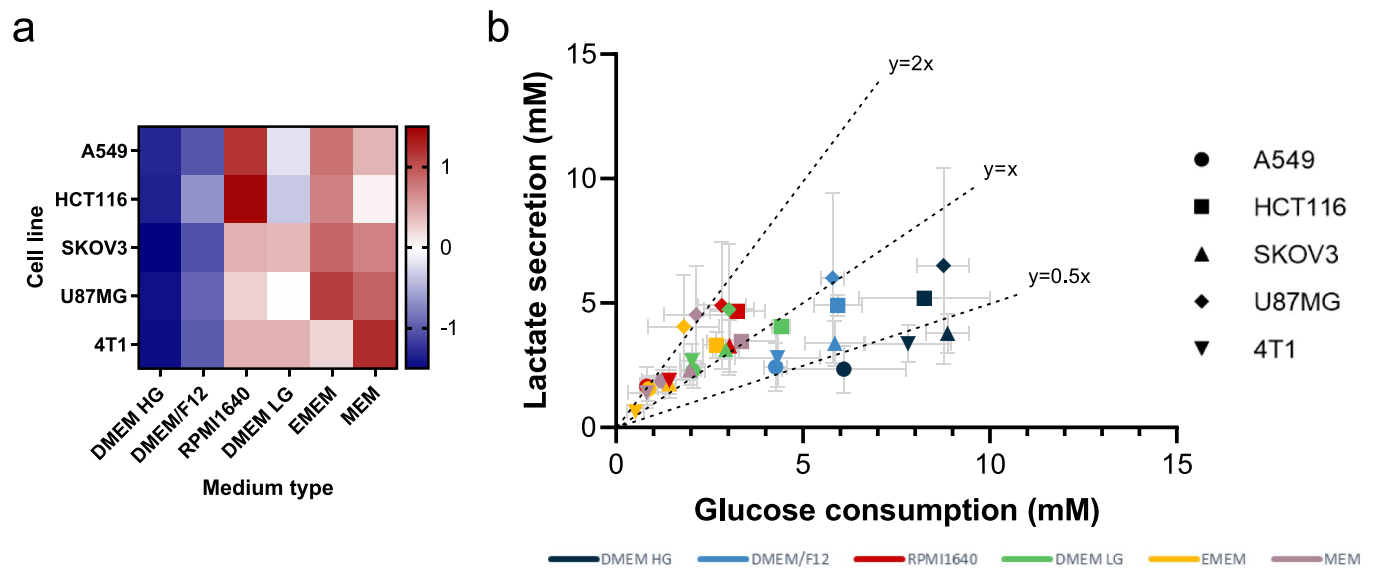 a
Cell line
A549
HCT116
SKOV3
U87MG
4T1
1
0
-1
DMEM HG
DMEM/F12
RPMI1640
DMEM LG
EMEM
MEM
Medium type
b
Lactate secretion (mM)
15
10
5
0
y=2x
y=x
y=0.5x
0 5 10 15
Glucose consumption (mM)
A549
HCT116
SKOV3
U87MG
4T1
DMEM HG DMEM/F12 RPMI1640 DMEM LG EMEM MEM